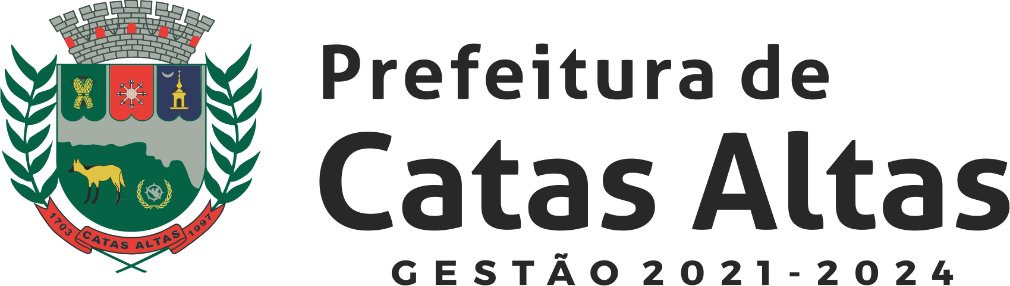 Prefeitura de
Catas Altas
GESTÃO 2021-2024
1703 CATAS ALTAS 1997